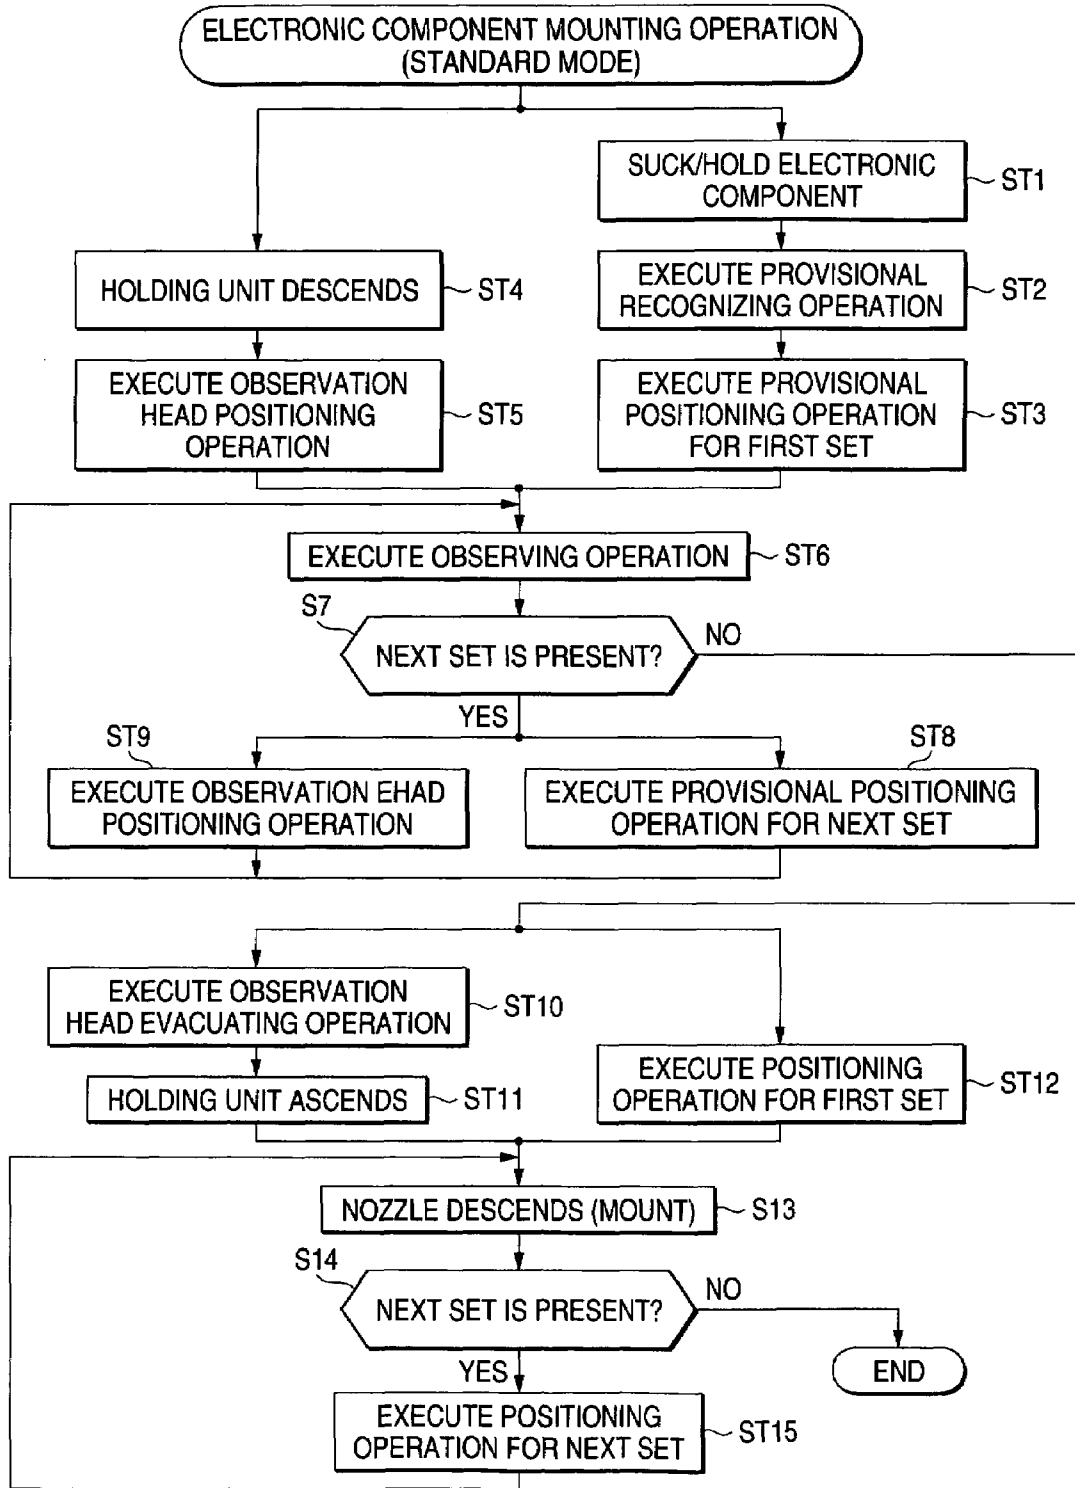 ELECTRONIC COMPONENT MOUNTING OPERATION
(STANDARD MODE)
SUCK/HOLD ELECTRONIC
COMPONENT
ST1
HOLDING UNIT DESCENDS
ST4
EXECUTE PROVISIONAL
RECOGNIZING OPERATION
ST2
EXECUTE OBSERVATION
HEAD POSITIONING
OPERATION
ST5
EXECUTE PROVISIONAL
POSITIONING OPERATION
FOR FIRST SET
ST3
EXECUTE OBSERVING OPERATION
ST6
S7
NEXT SET IS PRESENT?
NO
YES
ST9
EXECUTE OBSERVATION EHAD
POSITIONING OPERATION
ST8
EXECUTE PROVISIONAL POSITIONING
OPERATION FOR NEXT SET
EXECUTE OBSERVATION
HEAD EVACUATING OPERATION
ST10
HOLDING UNIT ASCENDS
ST11
EXECUTE POSITIONING
OPERATION FOR FIRST SET
ST12
NOZZLE DESCENDS (MOUNT)
S13
S14
NEXT SET IS PRESENT?
NO
END
YES
EXECUTE POSITIONING
OPERATION FOR NEXT SET
ST15